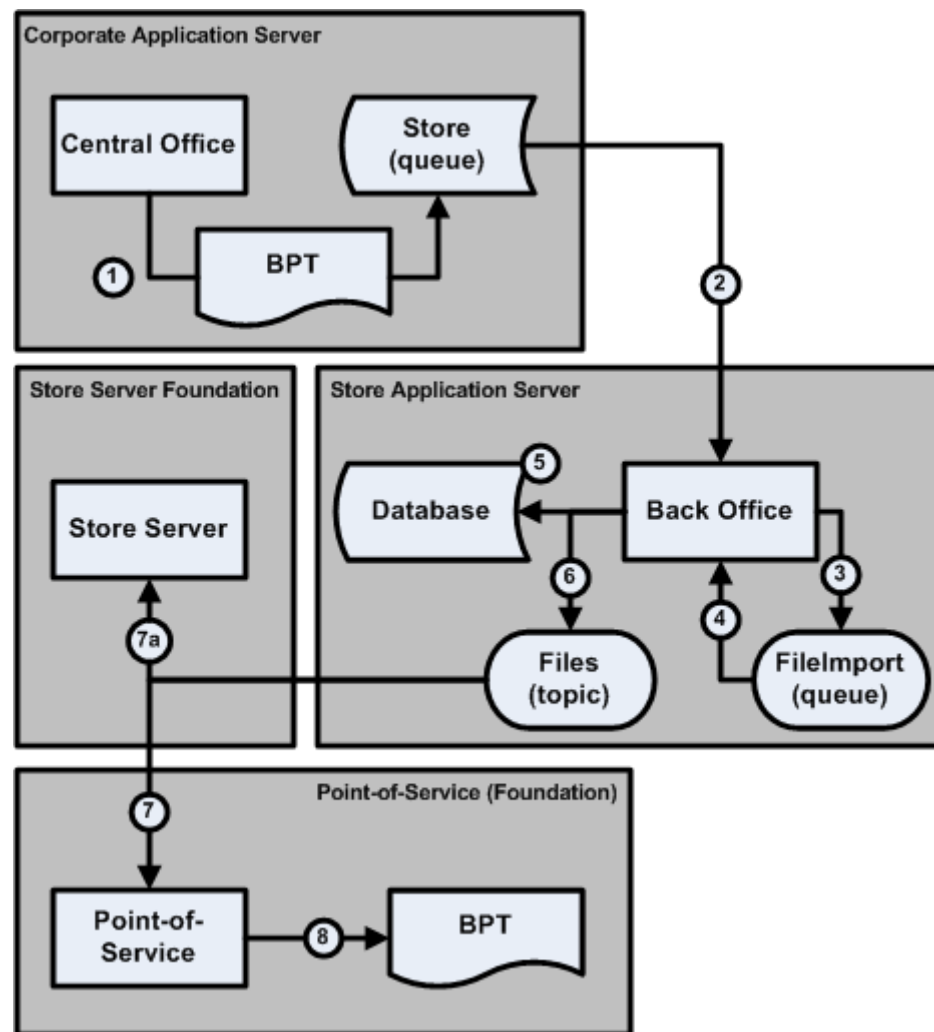 Corporate Application Server
Central Office
Store
(queue)
BPT
1
2
Store Server Foundation
Store Application Server
Store Server
Database
5
Back Office
6
4
3
7a
Files
(topic)
FileImport
(queue)
Point-of-Service (Foundation)
7
Point-of-
Service
8
BPT